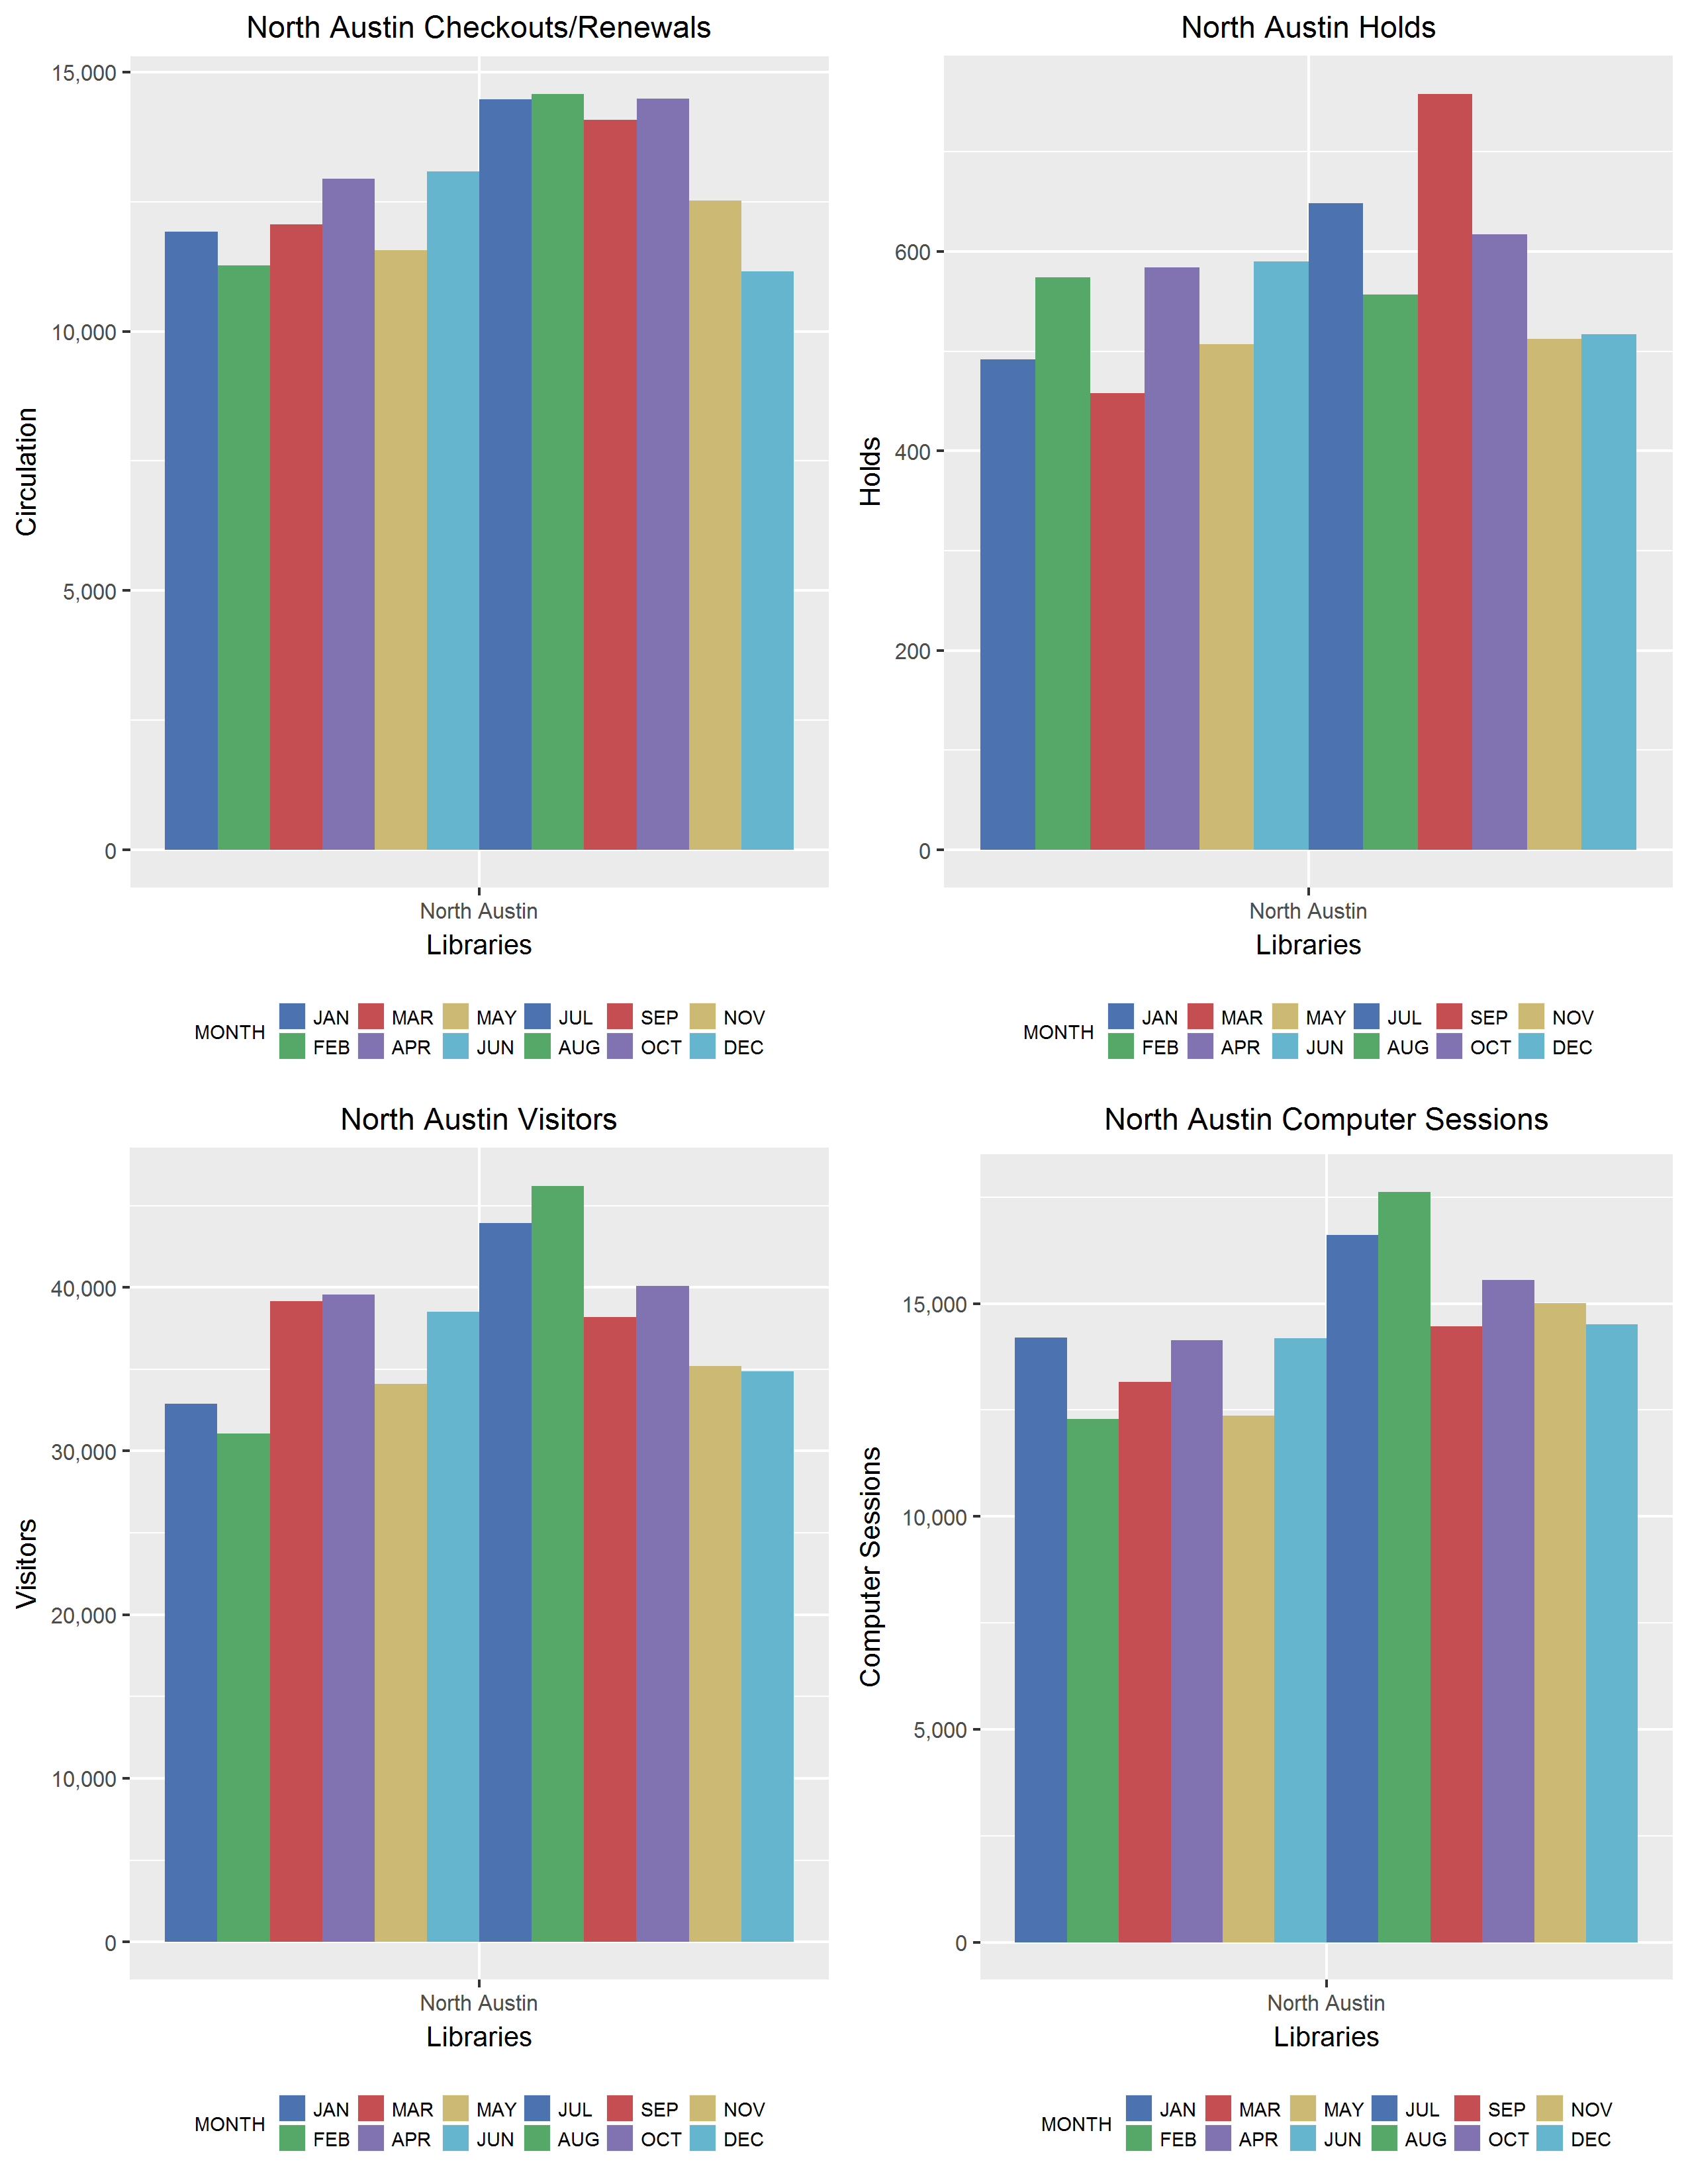 North Austin Checkouts/Renewals
15,000
10,000
5,000
0
Circulation
North Austin
Libraries
MONTH
JAN MAR MAY JUL SEP NOV
FEB APR JUN AUG OCT DEC
North Austin Holds
600
400
200
0
Holds
North Austin
Libraries
MONTH
JAN MAR MAY JUL SEP NOV
FEB APR JUN AUG OCT DEC
North Austin Visitors
40,000
30,000
20,000
10,000
0
Visitors
North Austin
Libraries
MONTH
JAN MAR MAY JUL SEP NOV
FEB APR JUN AUG OCT DEC
North Austin Computer Sessions
15,000
10,000
5,000
0
Computer Sessions
North Austin
Libraries
MONTH
JAN MAR MAY JUL SEP NOV
FEB APR JUN AUG OCT DEC